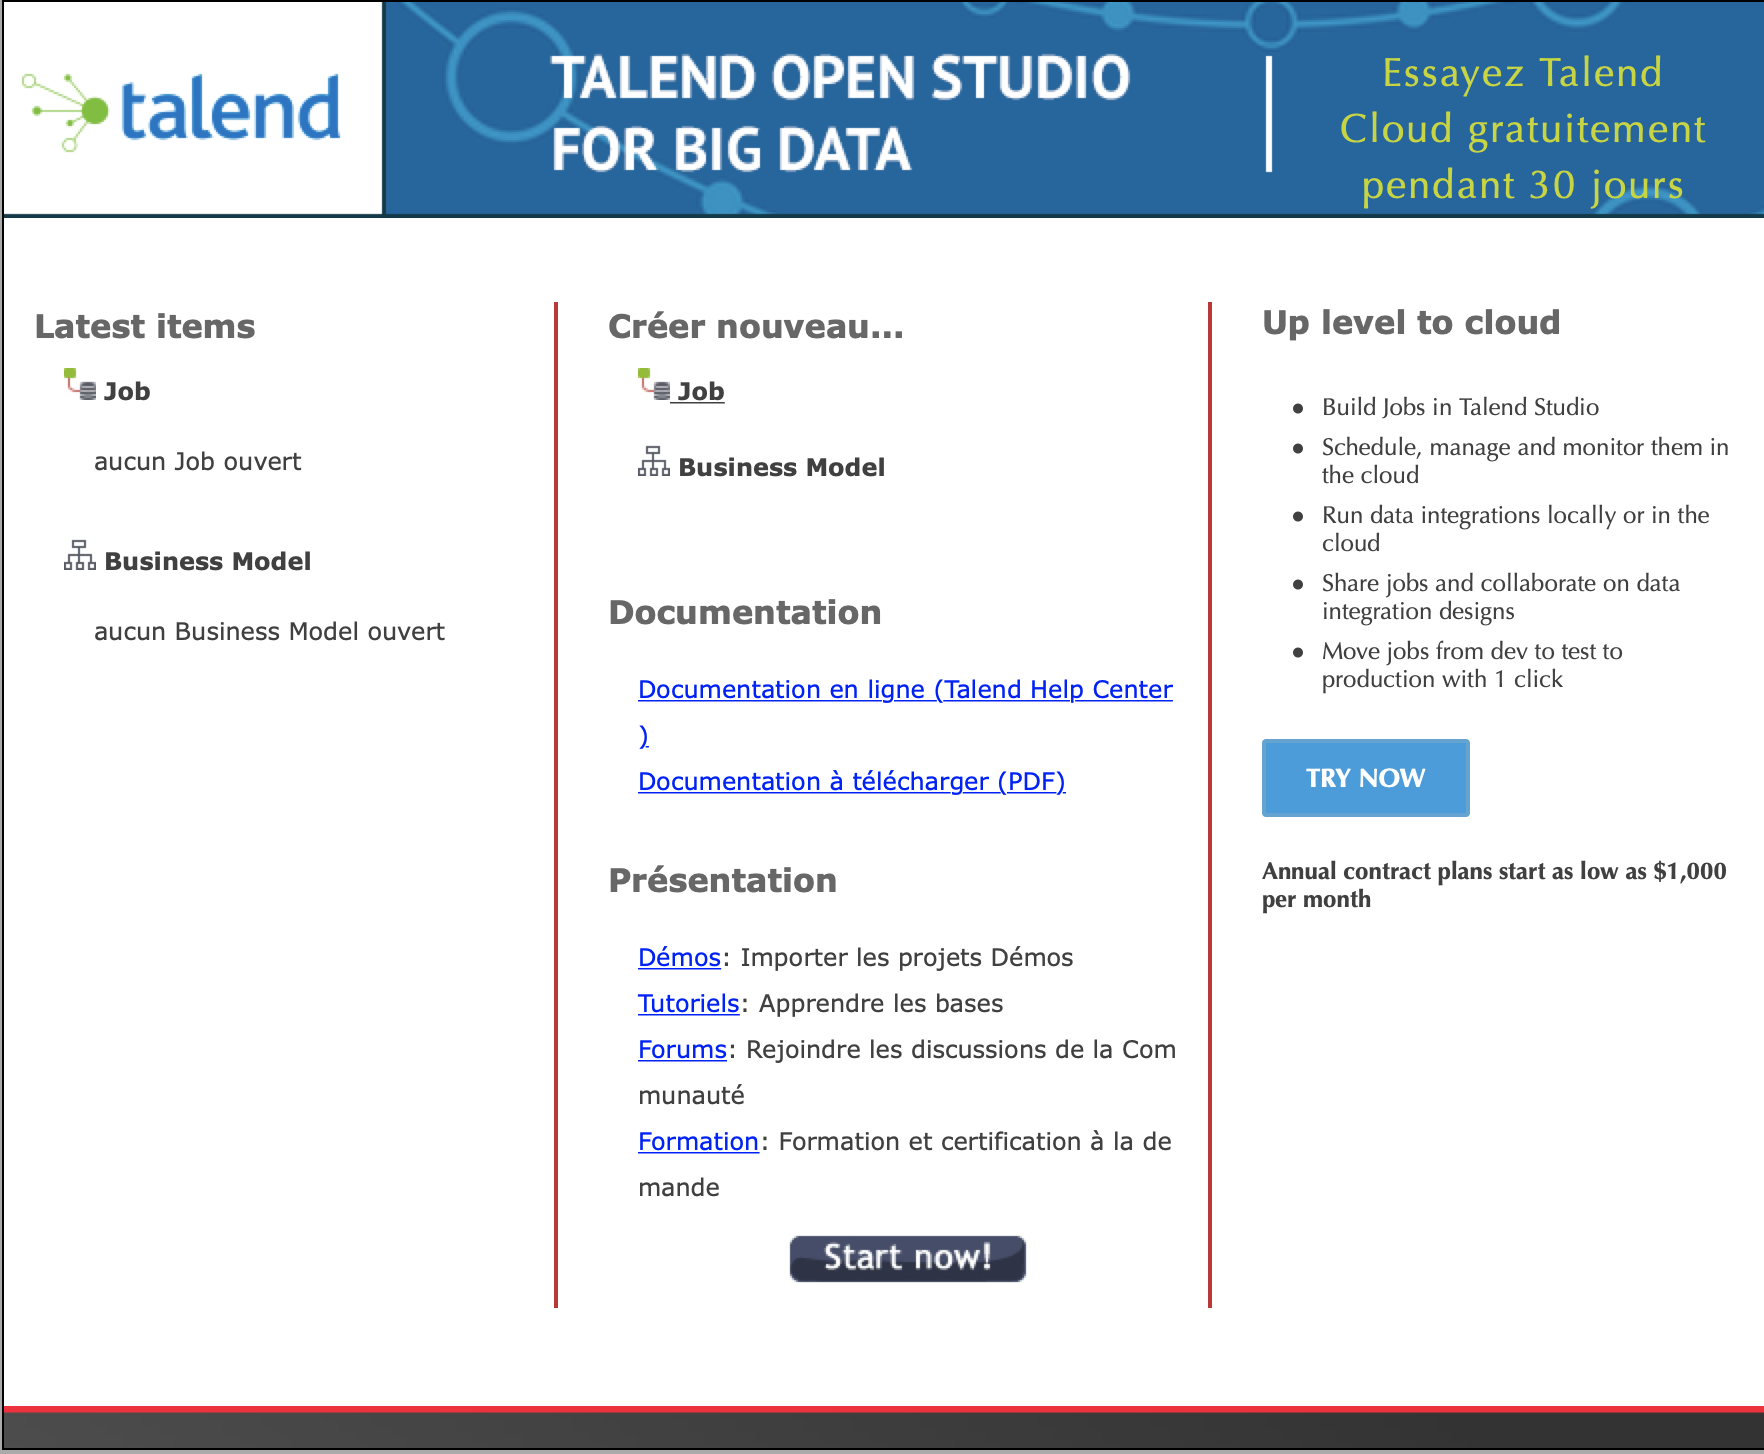 talend
TALEND OPEN STUDIO
FOR BIG DATA
Essayez Talend
Cloud gratuitement
pendant 30 jours
Latest items
Job
aucun Job ouvert
Business Model
aucun Business Model ouvert
Créer nouveau...
Job
Business Model
Documentation
Documentation en ligne (Talend Help Center
)
Documentation à télécharger (PDF)
Présentation
Démos: Importer les projets Démos
Tutoriels: Apprendre les bases
Forums: Rejoindre les discussions de la Com
munauté
Formation: Formation et certification à la de
mande
Start now!
Up level to cloud
• Build Jobs in Talend Studio
• Schedule, manage and monitor them in
the cloud
• Run data integrations locally or in the
cloud
• Share jobs and collaborate on data
integration designs
• Move jobs from dev to test to
production with 1 click
TRY NOW
Annual contract plans start as low as $1,000
per month